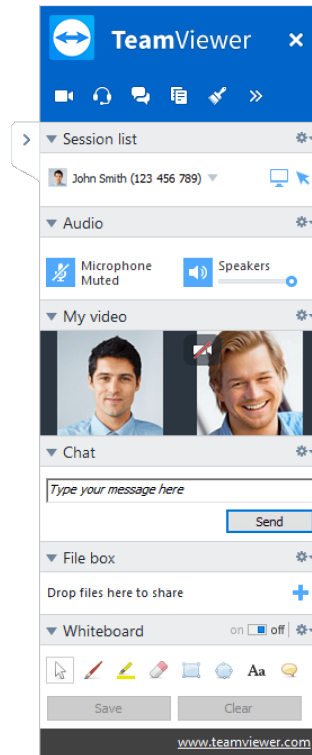 TeamViewer
Session list
John Smith (123 456 789)
Audio
Microphone Speakers
Muted
My video
Chat
Type your message here
Send
File box
Drop files here to share
Whiteboard on off
Aa
Save Clear
www.teamviewer.com